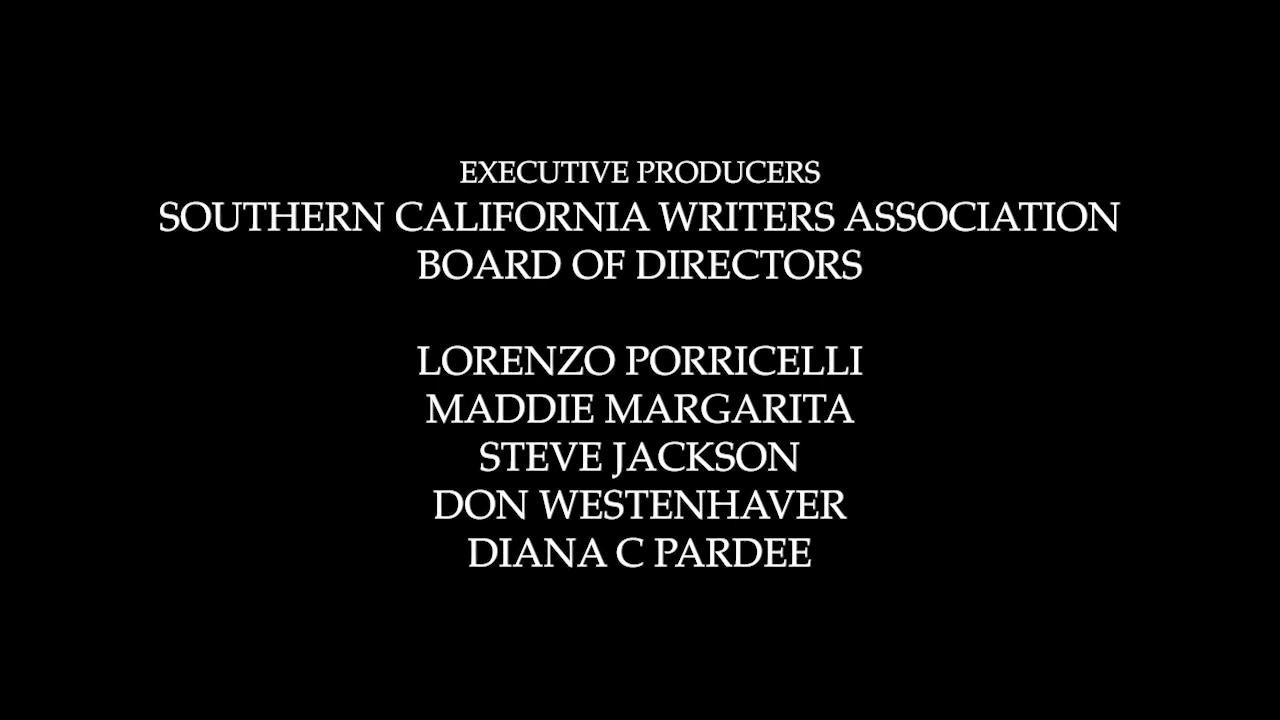 EXECUTIVE PRODUCERS
SOUTHERN CALIFORNIA WRITERS ASSOCIATION
BOARD OF DIRECTORS
LORENZO PORRICELLI
MADDIE MARGARITA
STEVE JACKSON
DON WESTENHAVER
DIANA C PARDEE